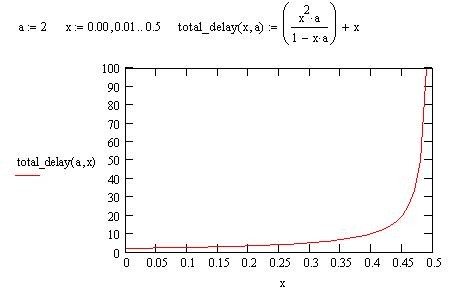 a := 2 x := 0.00, 0.01 .. 0.5 total_delay(x, a) := (x²·a / 1 − x·a) + x
100
90
80
70
60
50
40
30
20
10
0
total_delay(a, x)
0 0.05 0.1 0.15 0.2 0.25 0.3 0.35 0.4 0.45 0.5
x